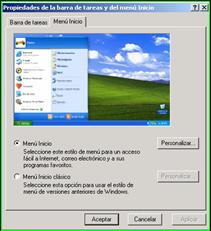 Propiedades de la barra de tareas y del menú Inicio
Barra de tareas
Menú Inicio
Menú Inicio
Personalizar...
Seleccione este estilo de menú para un acceso
fácil a Internet, correo electrónico y a sus
programas favoritos.
Menú Inicio clásico
Personalizar...
Seleccione esta opción para usar el estilo de
menú de versiones anteriores de Windows.
Aceptar
Cancelar
Aplicar